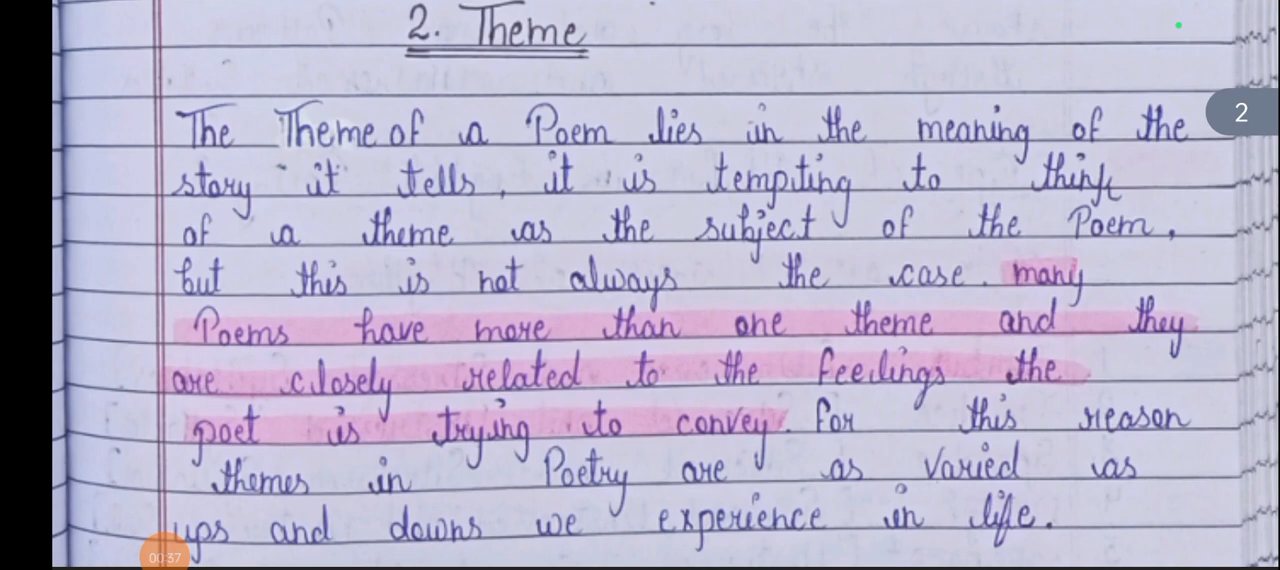 2. Theme
2
The Theme of a Poem lies in the meaning of the
story it tells, it is tempting to think
of a theme as the subject of the Poem,
but this is not always the case. many
Poems have more than one theme and they
are closely related to the feelings the
poet is trying to convey. For this reason
themes in Poetry are as varied as
ups and downs we experience in life.
00:37